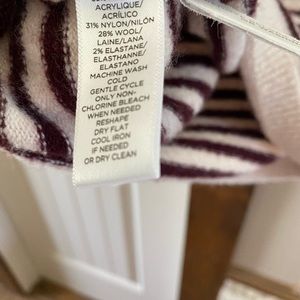 ACRYLIQUE/
ACRÍLICO
31% NYLON/NILÓN
28% WOOL/
LAINE/LANA
2% ELASTANE/
ELASTHANNE/
ELASTANO
MACHINE WASH
COLD
GENTLE CYCLE
ONLY NON-
CHLORINE BLEACH
WHEN NEEDED
RESHAPE
DRY FLAT
COOL IRON
IF NEEDED
OR DRY CLEAN